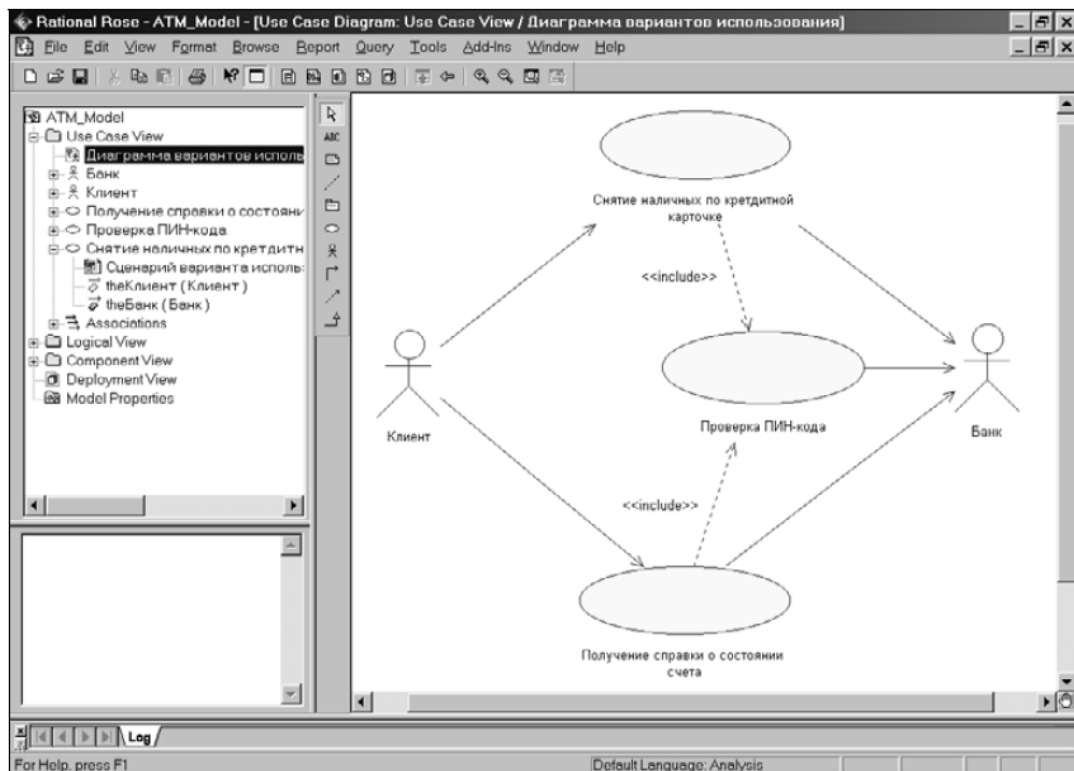 Rational Rose - ATM_Model - [Use Case Diagram: Use Case View / Диаграмма вариантов использования]
File Edit View Format Browse Report Query Tools Add-Ins Window Help
ATM_Model
Use Case View
Диаграмма вариантов исполь
Банк
Клиент
Получение справки о состояни
Проверка ПИН-кода
Снятие наличных по кретдитн
Сценарий варианта исполь
theКлиент ( Клиент )
theБанк ( Банк )
Associations
Logical View
Component View
Deployment View
Model Properties
ABC
Снятие наличных по кретдитной
карточке
<<include>>
Клиент
Проверка ПИН-кода
Банк
<<include>>
Получение справки о состоянии
счета
Log
For Help, press F1
Default Language: Analysis